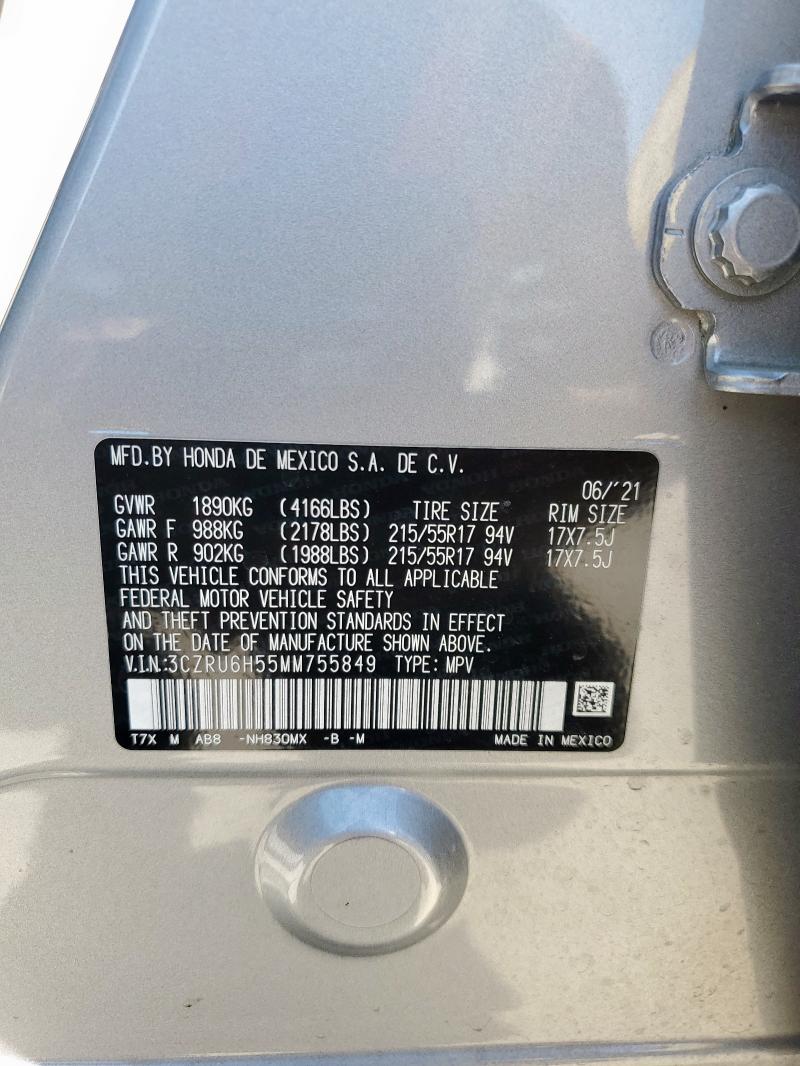 MFD.BY HONDA DE MEXICO S.A. DE C.V.
06/'21
GVWR 1890KG (4166LBS) TIRE SIZE RIM SIZE
GAWR F 988KG (2178LBS) 215/55R17 94V 17X7.5J
GAWR R 902KG (1988LBS) 215/55R17 94V 17X7.5J
THIS VEHICLE CONFORMS TO ALL APPLICABLE
FEDERAL MOTOR VEHICLE SAFETY
AND THEFT PREVENTION STANDARDS IN EFFECT
ON THE DATE OF MANUFACTURE SHOWN ABOVE.
V.I.N.:3CZRU6H55MM755849 TYPE: MPV
T7X M AB8 -NH830MX -B -M MADE IN MEXICO